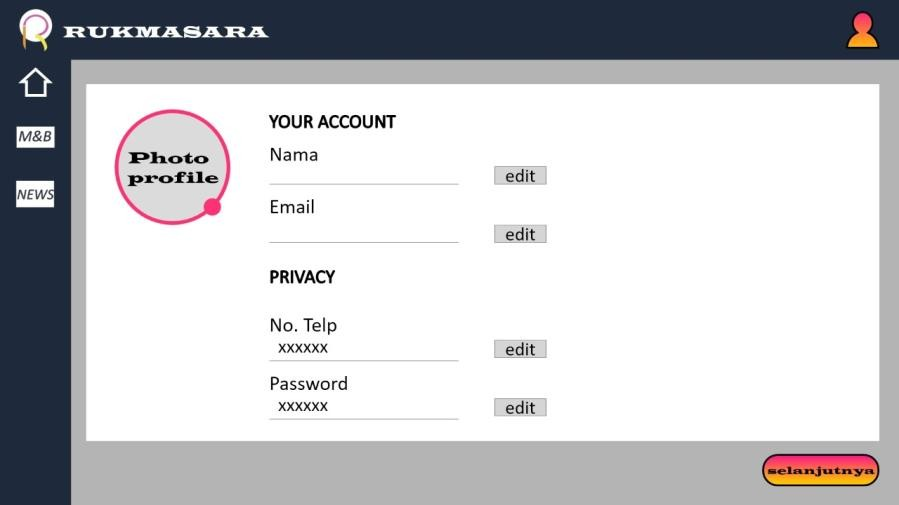 RUKMASARA
M&B
NEWS
Photo
profile
YOUR ACCOUNT
Nama
edit
Email
edit
PRIVACY
No. Telp
xxxxxx
edit
Password
xxxxxx
edit
selanjutnya